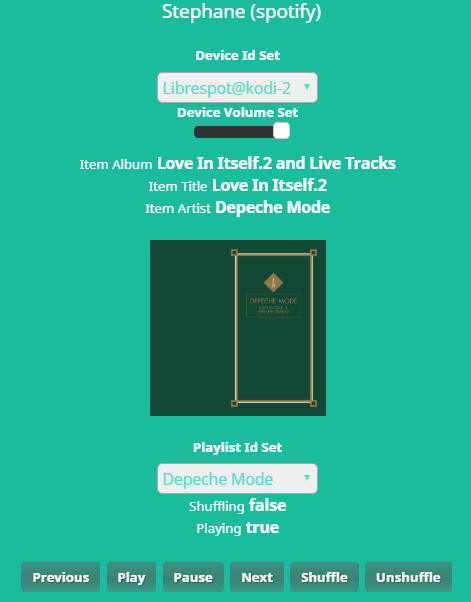 Stephane (spotify)
Device Id Set
Librespot@kodi-2
Device Volume Set
Item Album Love In Itself.2 and Live Tracks
Item Title Love In Itself.2
Item Artist Depeche Mode
DEPECHE MODE
Playlist Id Set
Depeche Mode
Shuffling false
Playing true
Previous Play Pause Next Shuffle Unshuffle